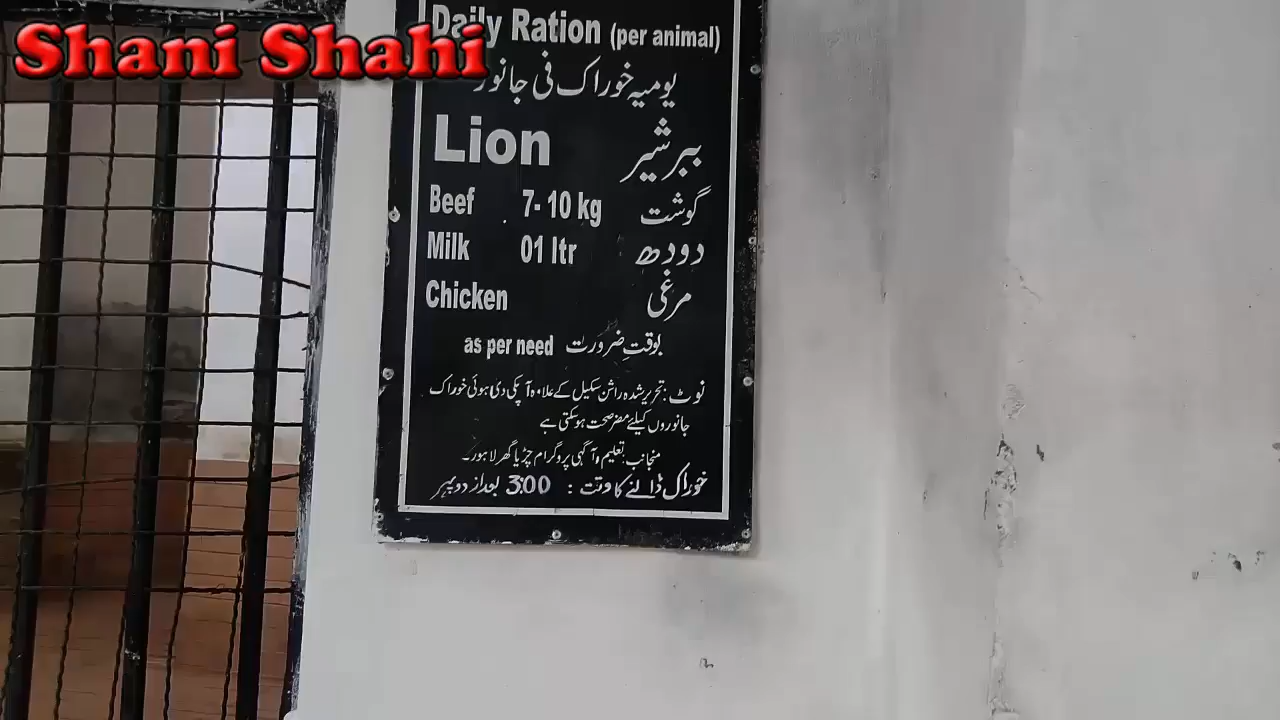 Shani Shahi
Daily Ration (per animal)
یومیہ خوراک فی جانور
Lion ببر شیر
Beef 7-10 kg گوشت
Milk 01 ltr دودھ
Chicken مرغی
as per need بوقتِ ضرورت
نوٹ: تحریر شدہ راشن سکیل کے علاوہ آپکی دی ہوئی خوراک
جانوروں کیلئے مضر صحت ہوسکتی ہے
منجانب: تعلیم و آگہی پروگرام چڑیا گھر لاہور۔
خوراک ڈالنے کا وقت : 3:00 بعد از دوپہر